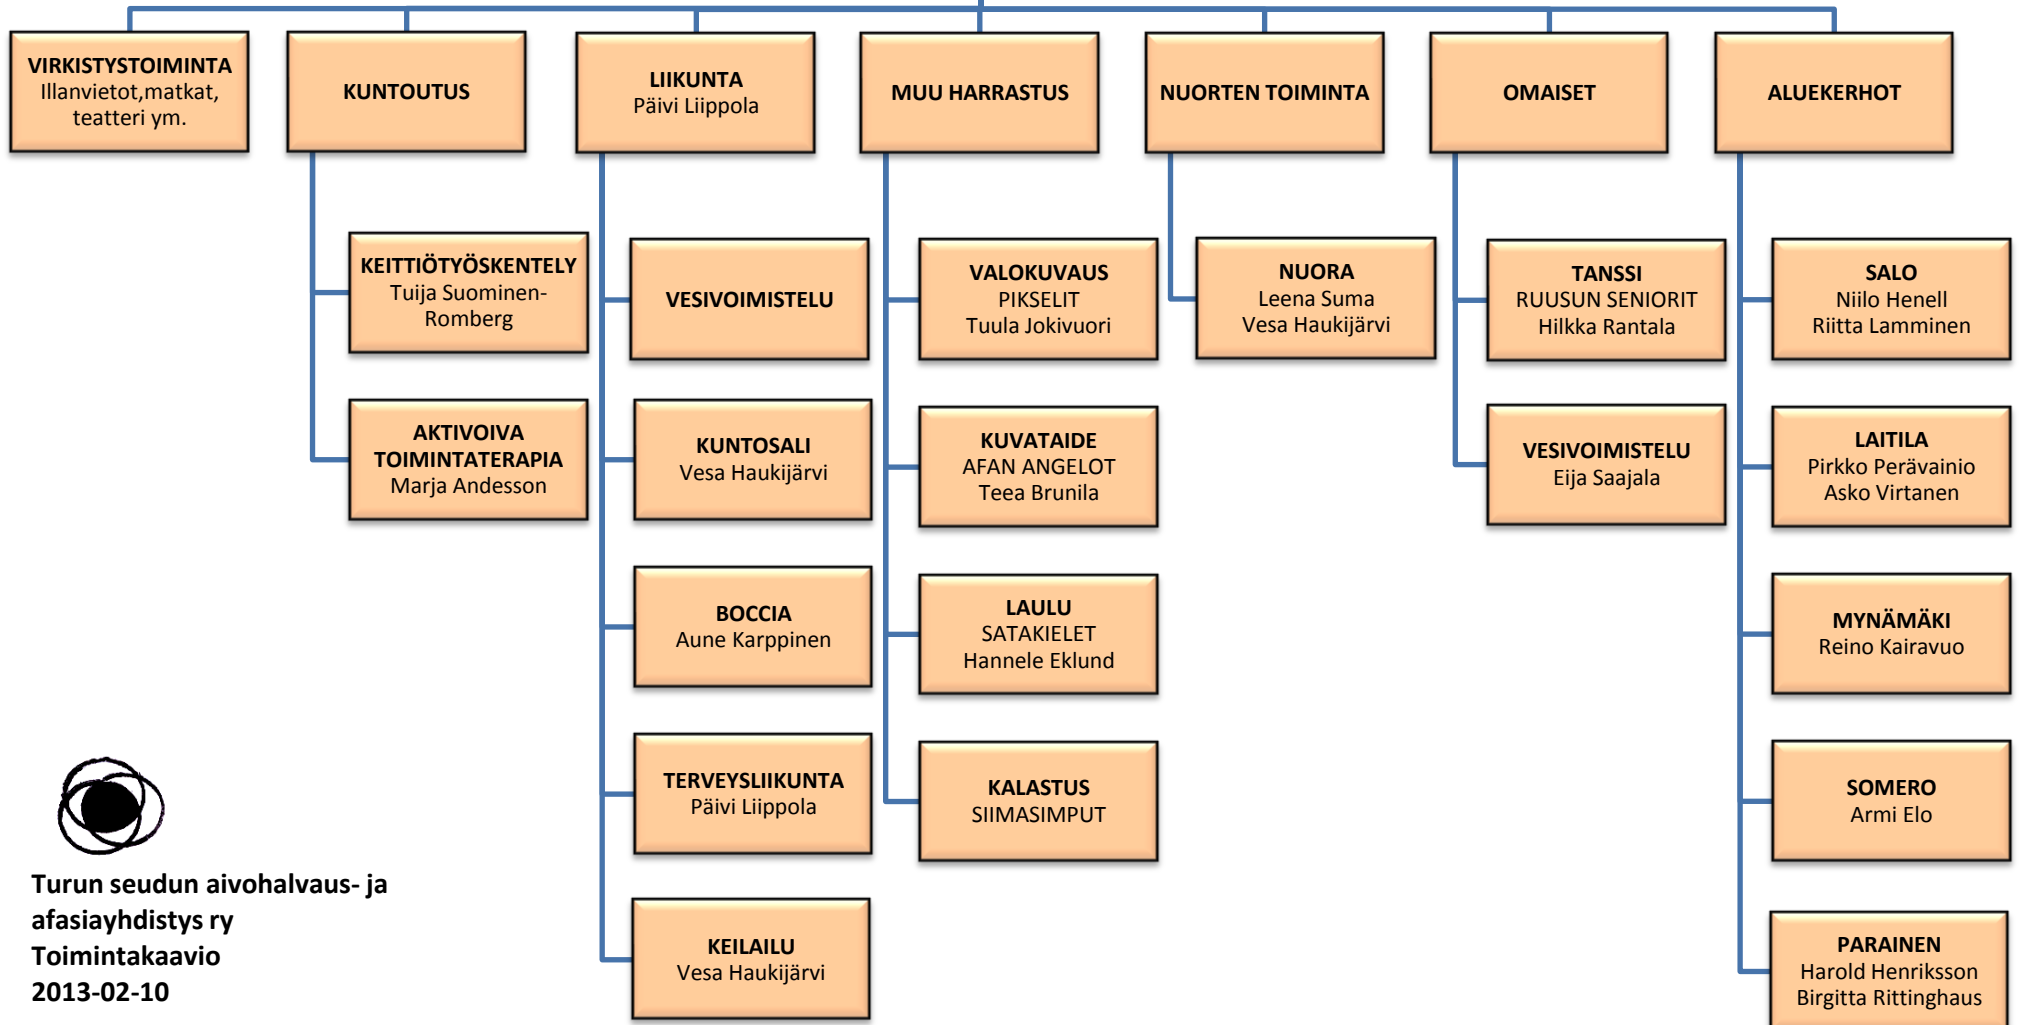 VIRKISTYSTOIMINTA
Illanvietot,matkat,
teatteri ym.
KUNTOUTUS
LIIKUNTA
Päivi Liippola
MUU HARRASTUS
NUORTEN TOIMINTA
OMAISET
ALUEKERHOT
KEITTIÖTYÖSKENTELY
Tuija Suominen-
Romberg
AKTIVOIVA
TOIMINTATERAPIA
Marja Andesson
VESIVOIMISTELU
KUNTOSALI
Vesa Haukijärvi
BOCCIA
Aune Karppinen
TERVEYSLIIKUNTA
Päivi Liippola
KEILAILU
Vesa Haukijärvi
VALOKUVAUS
PIKSELIT
Tuula Jokivuori
KUVATAIDE
AFAN ANGELOT
Teea Brunila
LAULU
SATAKIELET
Hannele Eklund
KALASTUS
SIIMASIMPUT
NUORA
Leena Suma
Vesa Haukijärvi
TANSSI
RUUSUN SENIORIT
Hilkka Rantala
VESIVOIMISTELU
Eija Saajala
SALO
Niilo Henell
Riitta Lamminen
LAITILA
Pirkko Perävainio
Asko Virtanen
MYNÄMÄKI
Reino Kairavuo
SOMERO
Armi Elo
PARAINEN
Harold Henriksson
Birgitta Rittinghaus
Turun seudun aivohalvaus- ja
afasiayhdistys ry
Toimintakaavio
2013-02-10